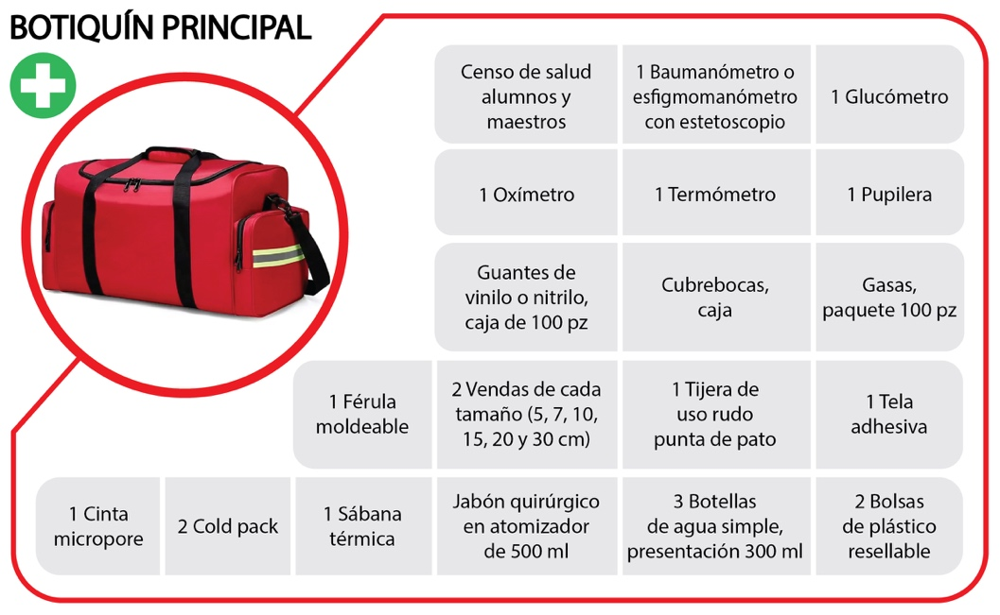 BOTIQUÍN PRINCIPAL
Censo de salud
alumnos y
maestros
1 Baumanómetro o
esfigmomanómetro
con estetoscopio
1 Glucómetro
1 Oxímetro
1 Termómetro
1 Pupilera
Guantes de
vinilo o nitrilo,
caja de 100 pz
Cubrebocas,
caja
Gasas,
paquete 100 pz
1 Férula
moldeable
2 Vendas de cada
tamaño (5, 7, 10,
15, 20 y 30 cm)
1 Tijera de
uso rudo
punta de pato
1 Tela
adhesiva
1 Cinta
micropore
2 Cold pack
1 Sábana
térmica
Jabón quirúrgico
en atomizador
de 500 ml
3 Botellas
de agua simple,
presentación 300 ml
2 Bolsas
de plástico
resellable